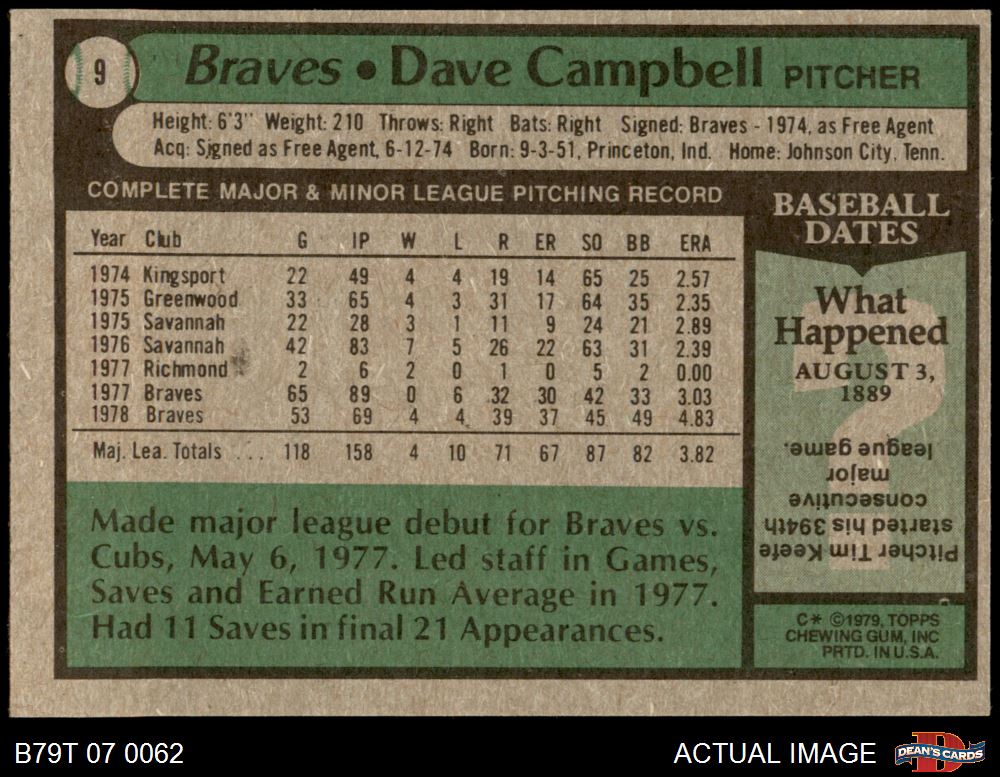 9
Braves • Dave Campbell PITCHER
Height: 6'3" Weight: 210 Throws: Right Bats: Right Signed: Braves - 1974, as Free Agent
Acq: Signed as Free Agent, 6-12-74 Born: 9-3-51, Princeton, Ind. Home: Johnson City, Tenn.
COMPLETE MAJOR & MINOR LEAGUE PITCHING RECORD
Year Club G IP W L R ER SO BB ERA
1974 Kingsport 22 49 4 4 19 14 65 25 2.57
1975 Greenwood 33 65 4 3 31 17 64 35 2.35
1975 Savannah 22 28 3 1 11 9 24 21 2.89
1976 Savannah 42 83 7 5 26 22 63 31 2.39
1977 Richmond 2 6 2 0 1 0 5 2 0.00
1977 Braves 65 89 0 6 32 30 42 33 3.03
1978 Braves 53 69 4 4 39 37 45 49 4.83
Maj. Lea. Totals ... 118 158 4 10 71 67 87 82 3.82
Made major league debut for Braves vs.
Cubs, May 6, 1977. Led staff in Games,
Saves and Earned Run Average in 1977.
Had 11 Saves in final 21 Appearances.
BASEBALL
DATES
What
Happened
AUGUST 3,
1889
?
Pitcher Tim Keefe
started his 394th
consecutive
major
league game.
C* ©1979, TOPPS
CHEWING GUM, INC
PRTD. IN U.S.A.
B79T 07 0062
ACTUAL IMAGE
D
DEAN'S CARDS